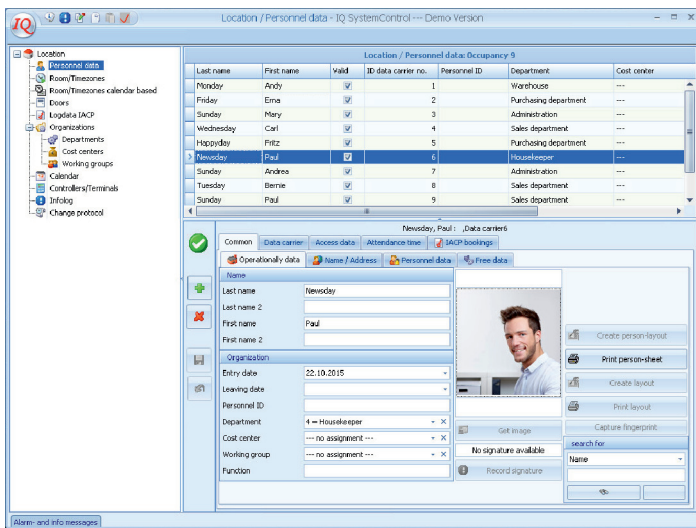 IQ
Location / Personnel data - IQ SystemControl --- Demo Version
Location
Personnel data
Room/Timezones
Room/Timezones calendar based
Doors
Logdata IACP
Organizations
Departments
Cost centers
Working groups
Calendar
Controllers/Terminals
Infolog
Change protocol
Location / Personnel data: Occupancy 9
Last name First name Valid ID data carrier no. Personnel ID Department Cost center
Monday Andy 1 Warehouse ---
Friday Erna 2 Purchasing department ---
Sunday Mary 3 Administration ---
Wednesday Carl 4 Sales department ---
Happyday Fritz 5 Purchasing department ---
Newsday Paul 6 Housekeeper ---
Sunday Andrea 7 Administration ---
Tuesday Bernie 8 Sales department ---
Sunday Paul 9 Sales department ---
Newsday, Paul : ,Data carrier6
Common Data carrier Access data Attendance time IACP bookings
Operationally data Name / Address Personnel data Free data
Name
Last name Newsday
Last name 2
First name Paul
First name 2
Organization
Entry date 22.10.2015
Leaving date
Personnel ID
Department 4 = Housekeeper
Cost center --- no assignment ---
Working group --- no assignment ---
Function
Get image
No signature available
Record signature
Create person-layout
Print person-sheet
Create layout
Print layout
Capture fingerprint
search for
Name
Alarm- and info messages